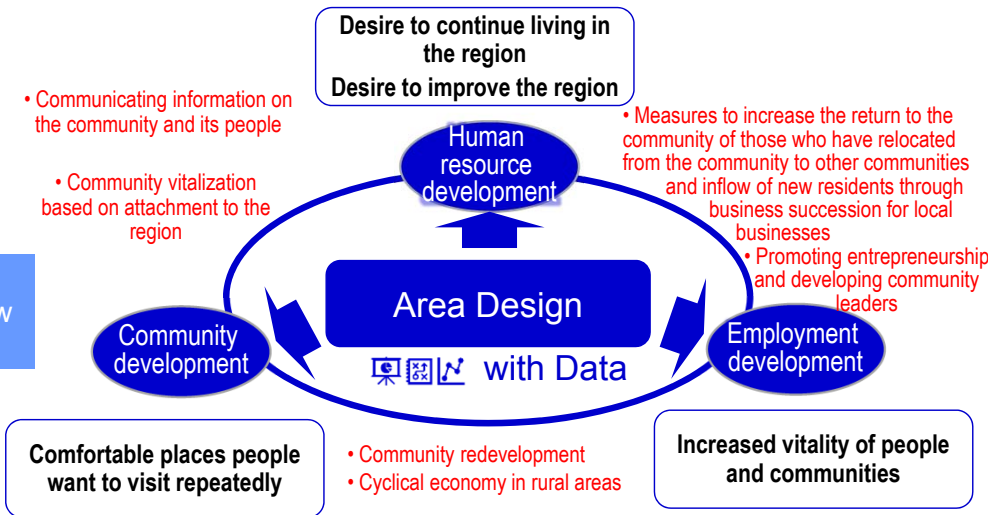 Desire to continue living in
the region
Desire to improve the region
• Communicating information on
the community and its people
• Community vitalization
based on attachment to the
region
Human
resource
development
• Measures to increase the return to the
community of those who have relocated
from the community to other communities
and inflow of new residents through
business succession for local
businesses
• Promoting entrepreneurship
and developing community
leaders
w
Area Design
with Data
Community
development
Employment
development
Comfortable places people
want to visit repeatedly
• Community redevelopment
• Cyclical economy in rural areas
Increased vitality of people
and communities